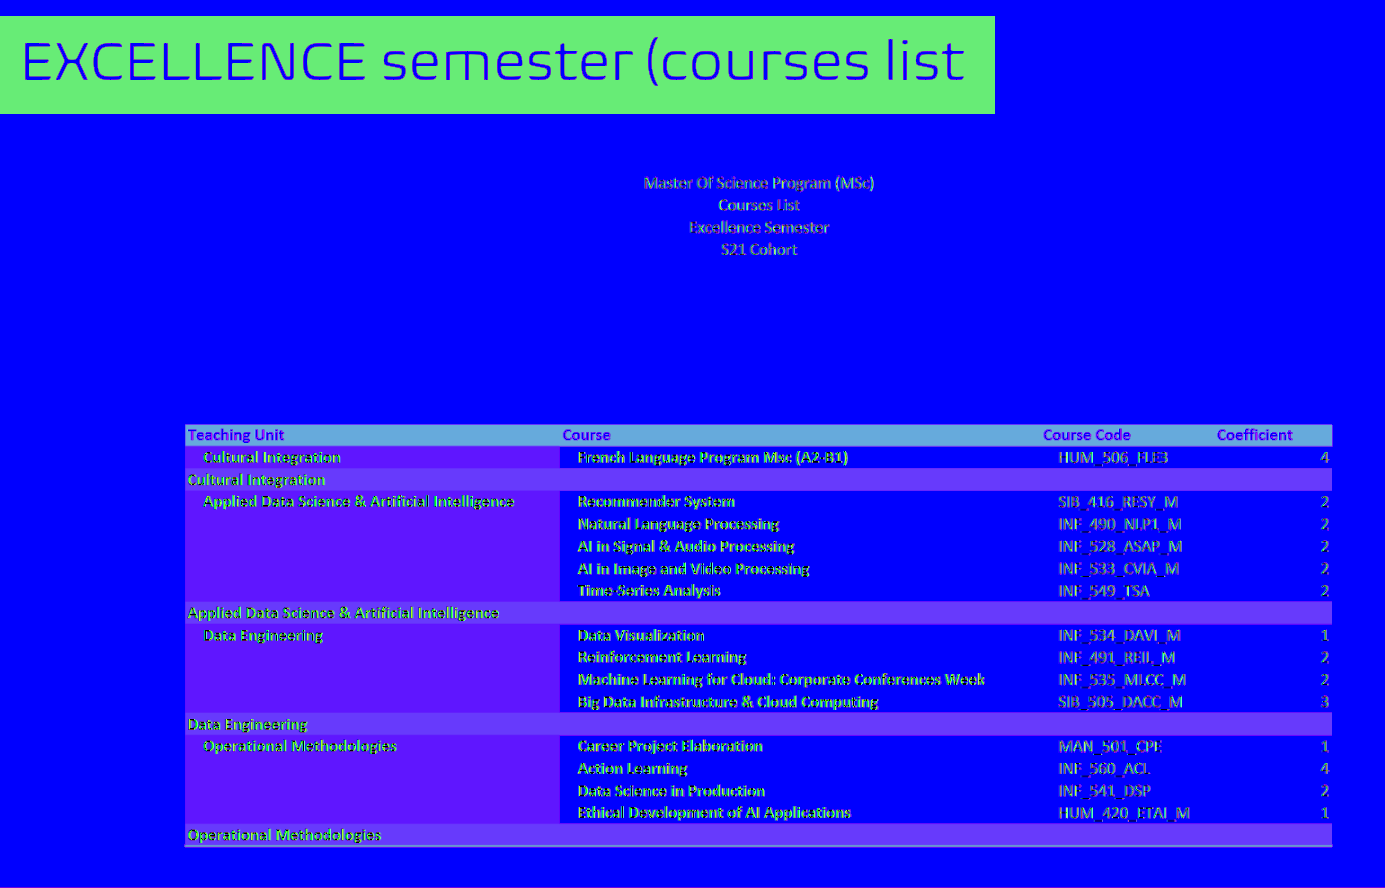 EXCELLENCE semester (courses list
Master Of Science Program (MSc)
Courses List
Excellence Semester
S21 Cohort
Teaching Unit Course Course Code Coefficient
Cultural Integration French Language Program Msc (A2-B1) HUM_506_FLE3 4
Cultural Integration
Applied Data Science & Artificial Intelligence Recommender System SIB_416_RESY_M 2
Natural Language Processing INF_490_NLP1_M 2
AI in Signal & Audio Processing INF_528_ASAP_M 2
AI in Image and Video Processing INF_533_CVIA_M 2
Time Series Analysis INF_549_TSA 2
Applied Data Science & Artificial Intelligence
Data Engineering Data Visualization INF_534_DAVI_M 1
Reinforcement Learning INF_491_REIL_M 2
Machine Learning for Cloud: Corporate Conferences Week INF_535_MLCC_M 2
Big Data Infrastructure & Cloud Computing SIB_505_DACC_M 3
Data Engineering
Operational Methodologies Career Project Elaboration MAN_501_CPE 1
Action Learning INF_560_ACL 4
Data Science in Production INF_541_DSP 2
Ethical Development of AI Applications HUM_420_ETAI_M 1
Operational Methodologies